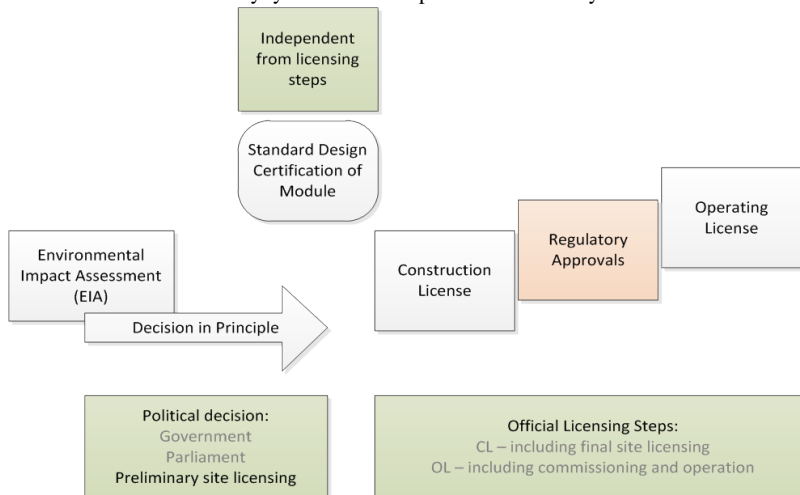 Independent
from licensing
steps
Standard Design
Certification of
Module
Environmental
Impact Assessment
(EIA)
Decision in Principle
Construction
License
Regulatory
Approvals
Operating
License
Political decision:
Government
Parliament
Preliminary site licensing
Official Licensing Steps:
CL – including final site licensing
OL – including commissioning and operation